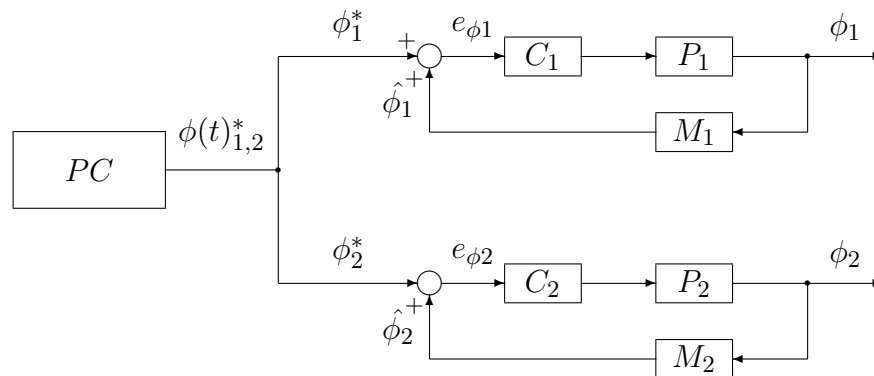 ϕ₁* e_ϕ1 ϕ₁
+ C₁ P₁
ϕ̂₁ +
M₁
PC ϕ(t)*₁,₂
ϕ₂* e_ϕ2 ϕ₂
C₂ P₂
ϕ̂₂ +
M₂